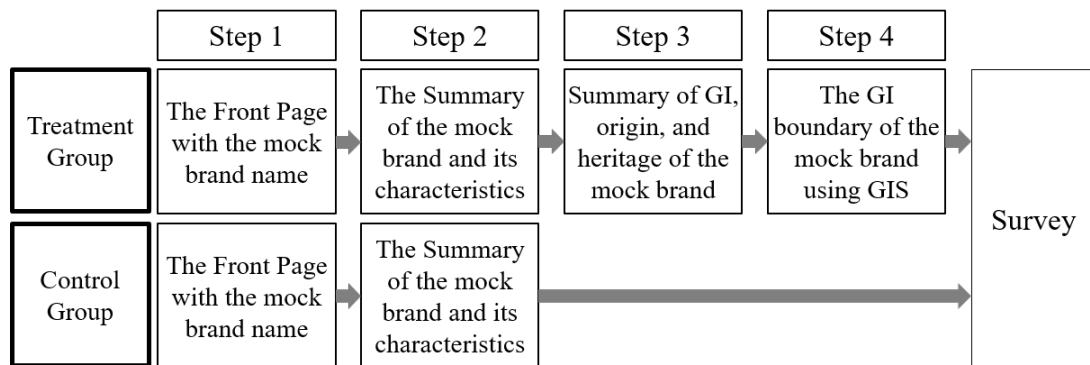 Step 1
Step 2
Step 3
Step 4
Treatment
Group
The Front Page
with the mock
brand name
The Summary
of the mock
brand and its
characteristics
Summary of GI,
origin, and
heritage of the
mock brand
The GI
boundary of the
mock brand
using GIS
Survey
Control
Group
The Front Page
with the mock
brand name
The Summary
of the mock
brand and its
characteristics